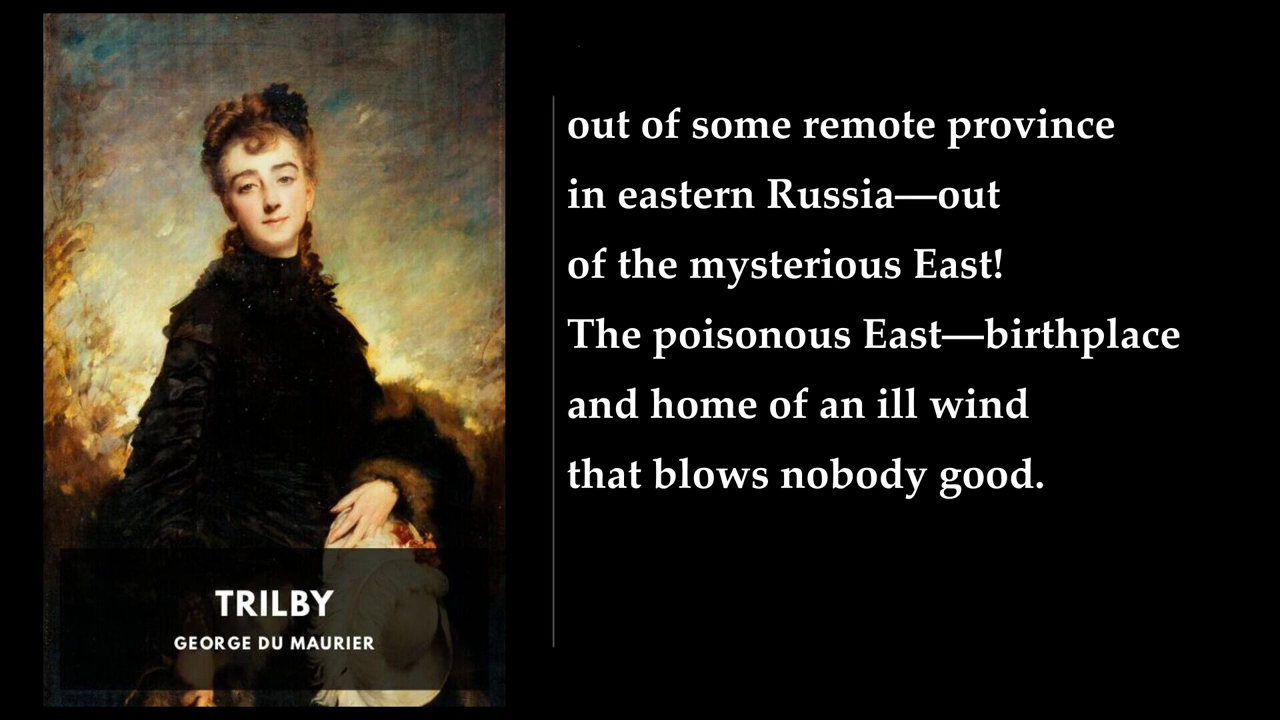 out of some remote province
in eastern Russia—out
of the mysterious East!
The poisonous East—birthplace
and home of an ill wind
that blows nobody good.
TRILBY
GEORGE DU MAURIER